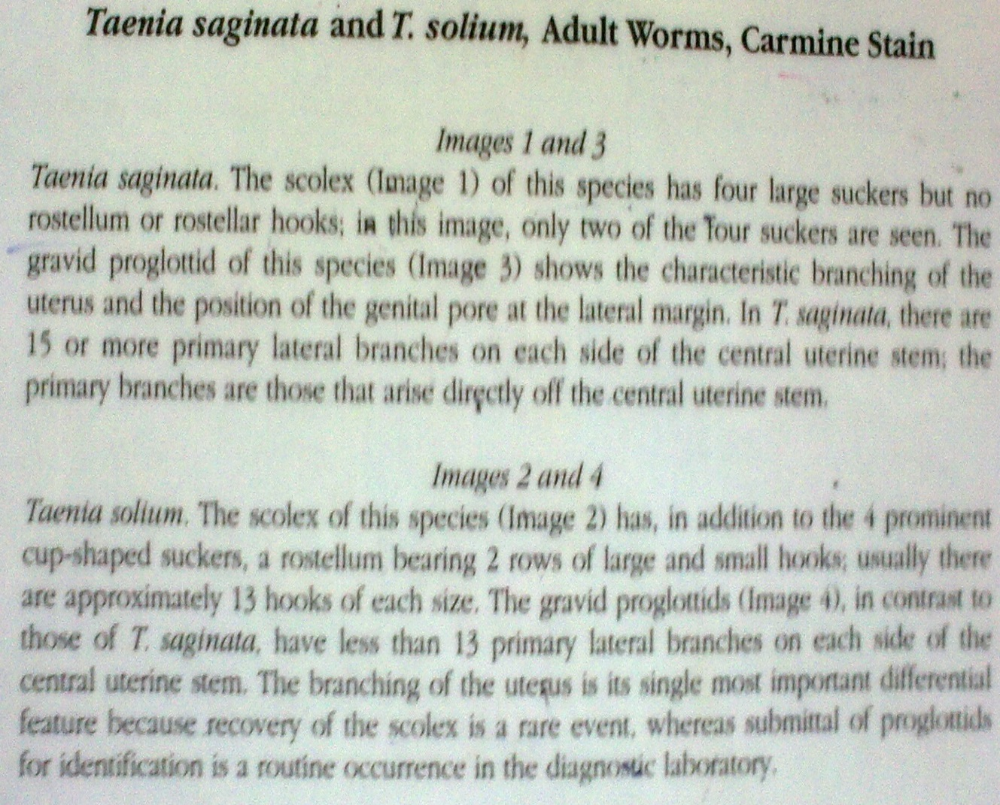 Taenia saginata and T. solium, Adult Worms, Carmine Stain
Images 1 and 3
Taenia saginata. The scolex (Image 1) of this species has four large suckers but no
rostellum or rostellar hooks; in this image, only two of the four suckers are seen. The
gravid proglottid of this species (Image 3) shows the characteristic branching of the
uterus and the position of the genital pore at the lateral margin. In T. saginata, there are
15 or more primary lateral branches on each side of the central uterine stem; the
primary branches are those that arise directly off the central uterine stem.
Images 2 and 4
Taenia solium. The scolex of this species (Image 2) has, in addition to the 4 prominent
cup-shaped suckers, a rostellum bearing 2 rows of large and small hooks; usually there
are approximately 13 hooks of each size. The gravid proglottids (Image 4), in contrast to
those of T. saginata, have less than 13 primary lateral branches on each side of the
central uterine stem. The branching of the uterus is its single most important differential
feature because recovery of the scolex is a rare event, whereas submittal of proglottids
for identification is a routine occurrence in the diagnostic laboratory.